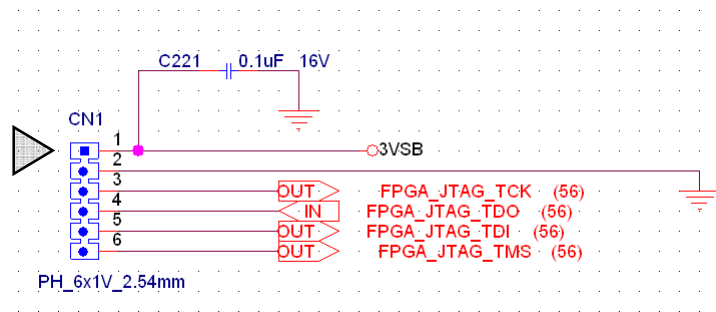 C221 0.1uF 16V
CN1
1
3VSB
2
3
OUT FPGA_JTAG_TCK (56)
4
IN FPGA_JTAG_TDO (56)
5
OUT FPGA_JTAG_TDI (56)
6
OUT FPGA_JTAG_TMS (56)
PH_6x1V_2.54mm